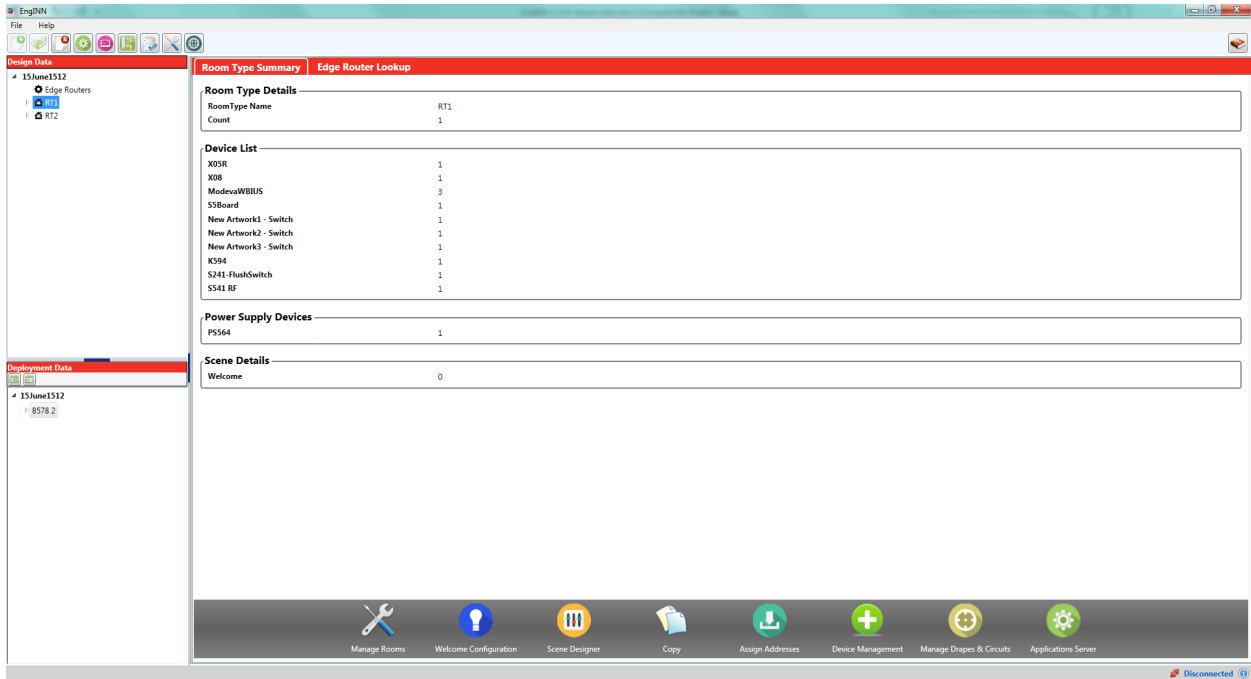 EngINN
File Help
Design Data
15June1512
Edge Routers
RT1
RT2
Room Type Summary Edge Router Lookup
Room Type Details
RoomType Name RT1
Count 1
Device List
X05R 1
X08 1
ModevaWBIUS 3
S5Board 1
New Artwork1 - Switch 1
New Artwork2 - Switch 1
New Artwork3 - Switch 1
K594 1
S241-FlushSwitch 1
S541 RF 1
Power Supply Devices
PS564 1
Scene Details
Welcome 0
Deployment Data
15June1512
B578 2
Manage Rooms Welcome Configuration Scene Designer Copy Assign Addresses Device Management Manage Drapes & Circuits Applications Server
Disconnected